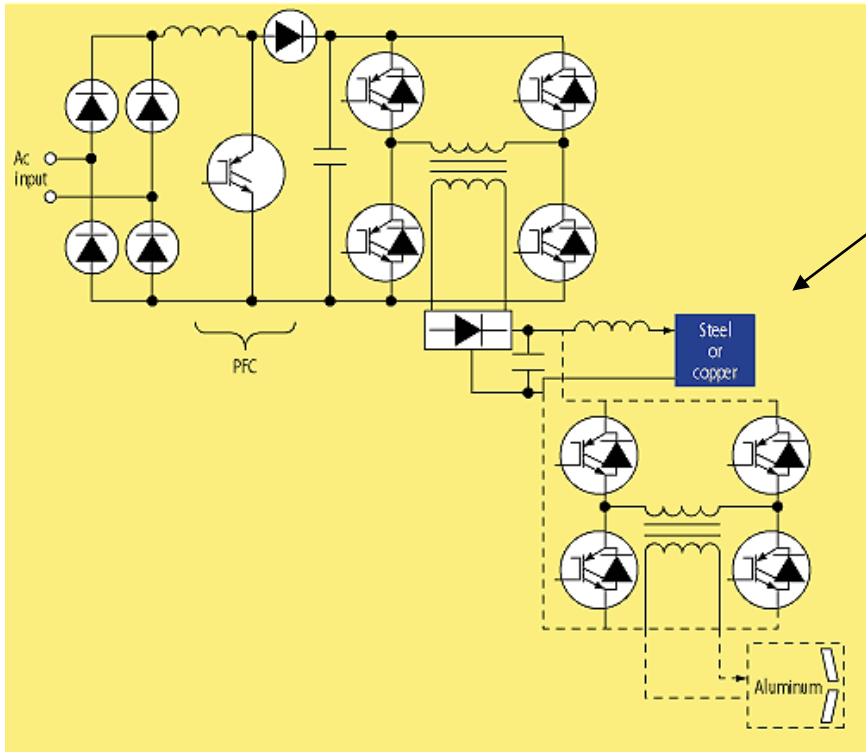 Ac
input
PFC
Steel
or
copper
Aluminum